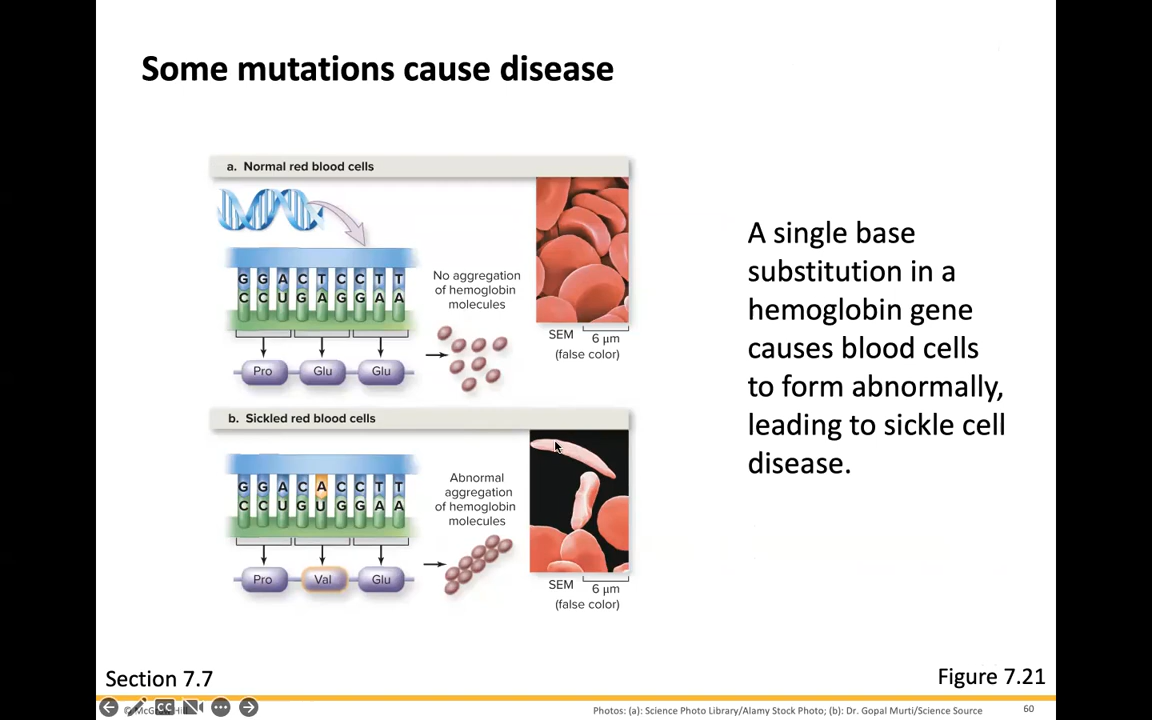 Some mutations cause disease
a. Normal red blood cells
G G A C T C C T T
C C U G A G G A A
Pro Glu Glu
No aggregation
of hemoglobin
molecules
SEM 6 µm
(false color)
b. Sickled red blood cells
G G A C A C C T T
C C U G U G G A A
Pro Val Glu
Abnormal
aggregation
of hemoglobin
molecules
SEM 6 µm
(false color)
A single base
substitution in a
hemoglobin gene
causes blood cells
to form abnormally,
leading to sickle cell
disease.
Section 7.7
Figure 7.21
CC
Photos: (a): Science Photo Library/Alamy Stock Photo; (b): Dr. Gopal Murti/Science Source
60